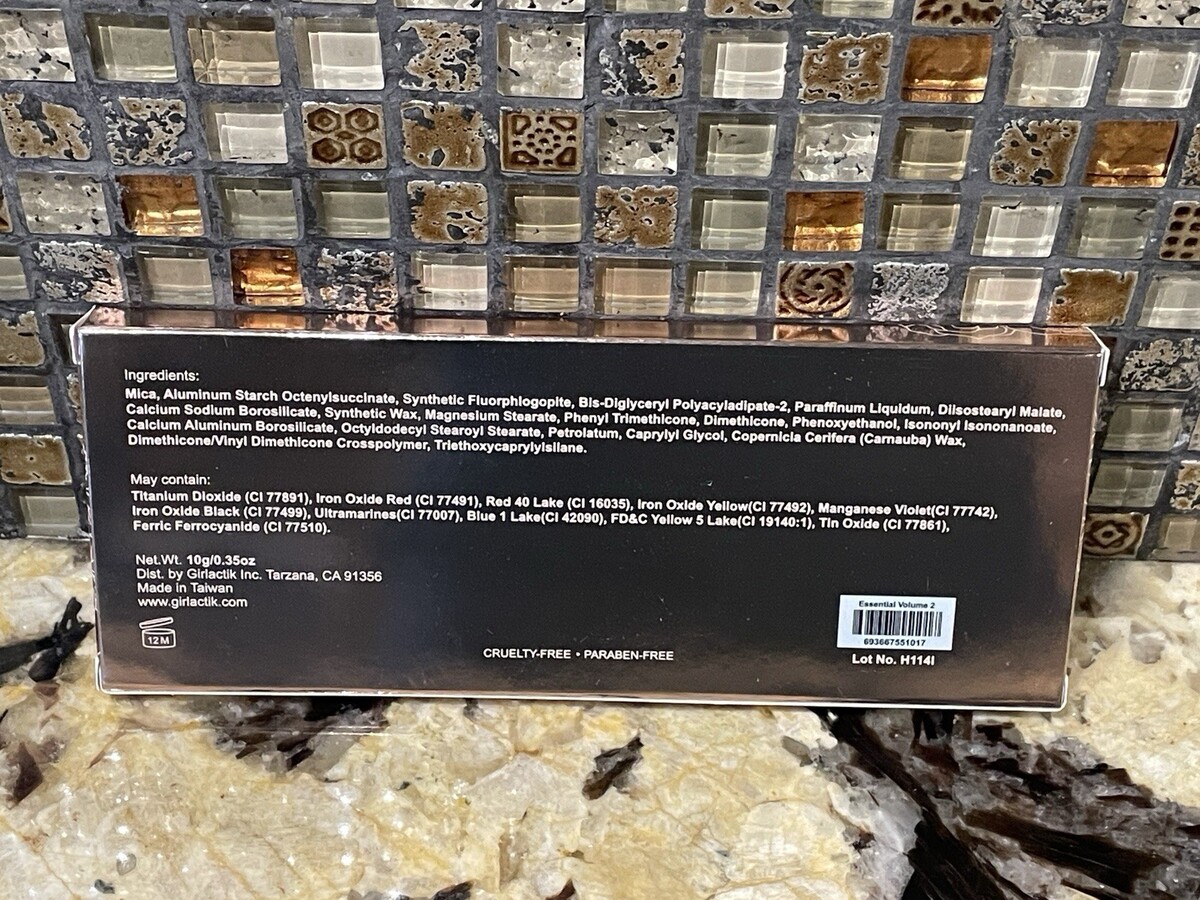 Ingredients:
Mica, Aluminum Starch Octenylsuccinate, Synthetic Fluorphlogopite, Bis-Diglyceryl Polyacyladipate-2, Paraffinum Liquidum, Diisostearyl Malate,
Calcium Sodium Borosilicate, Synthetic Wax, Magnesium Stearate, Phenyl Trimethicone, Dimethicone, Phenoxyethanol, Isononyl Isononanoate,
Calcium Aluminum Borosilicate, Octyldodecyl Stearoyl Stearate, Petrolatum, Caprylyl Glycol, Copernicia Cerifera (Carnauba) Wax,
Dimethicone/Vinyl Dimethicone Crosspolymer, Triethoxycaprylylsilane.
May contain:
Titanium Dioxide (CI 77891), Iron Oxide Red (CI 77491), Red 40 Lake (CI 16035), Iron Oxide Yellow(CI 77492), Manganese Violet(CI 77742),
Iron Oxide Black (CI 77499), Ultramarines(CI 77007), Blue 1 Lake(CI 42090), FD&C Yellow 5 Lake(CI 19140:1), Tin Oxide (CI 77861),
Ferric Ferrocyanide (CI 77510).
Net.Wt. 10g/0.35oz
Dist. by Girlactik Inc. Tarzana, CA 91356
Made in Taiwan
www.girlactik.com
12 M
CRUELTY-FREE • PARABEN-FREE
Essential Volume 2
693667551017
Lot No. H114I